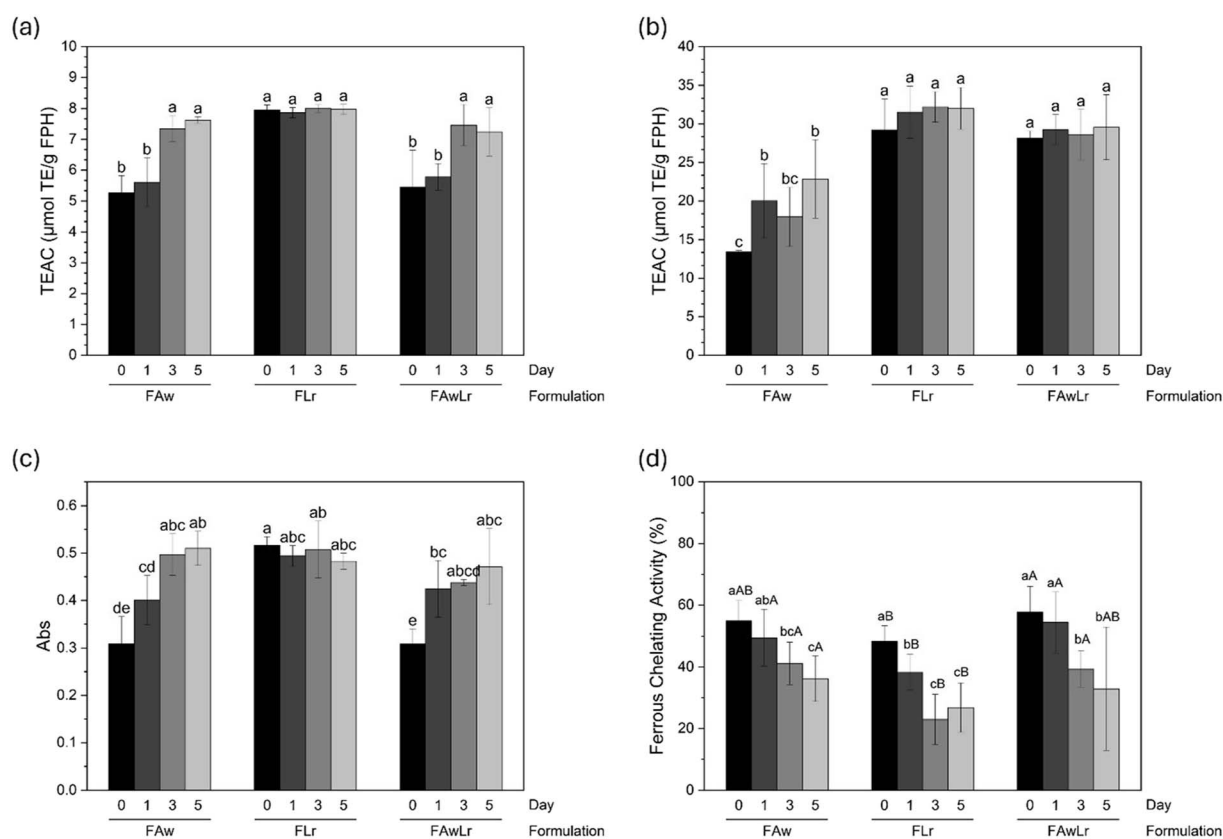 (a)
10
9
8
7
6
5
4
3
2
1
0
TEAC (µmol TE/g FPH)
b b a a a a a a b b a a
0 1 3 5 0 1 3 5 0 1 3 5 Day
FAw FLr FAwLr Formulation
(b)
40
35
30
25
20
15
10
5
0
TEAC (µmol TE/g FPH)
c b bc b a a a a a a a a
0 1 3 5 0 1 3 5 0 1 3 5 Day
FAw FLr FAwLr Formulation
(c)
0.6
0.5
0.4
0.3
0.2
0.1
0.0
Abs
de cd abc ab a abc ab abc e bc abcd abc
0 1 3 5 0 1 3 5 0 1 3 5 Day
FAw FLr FAwLr Formulation
(d)
100
80
60
40
20
0
Ferrous Chelating Activity (%)
aAB abA bcA cA aB bB cB cB aA aA bA bAB
0 1 3 5 0 1 3 5 0 1 3 5 Day
FAw FLr FAwLr Formulation